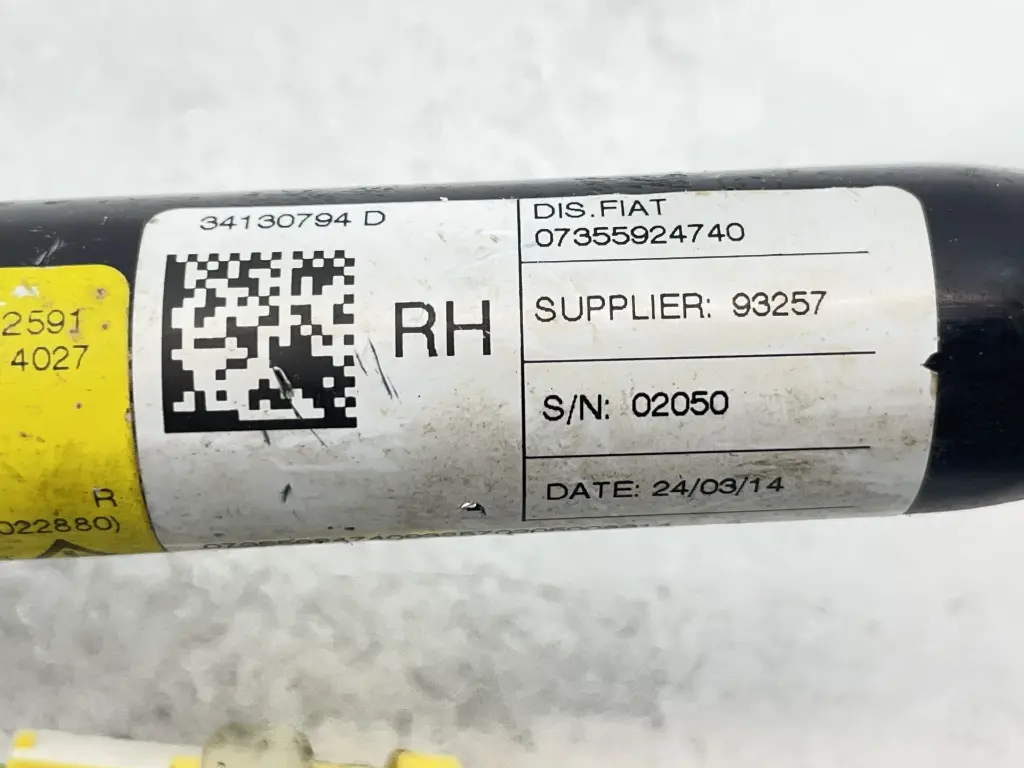 2591
4027
R
022880)
34130794 D
RH
DIS.FIAT
07355924740
SUPPLIER: 93257
S/N: 02050
DATE: 24/03/14